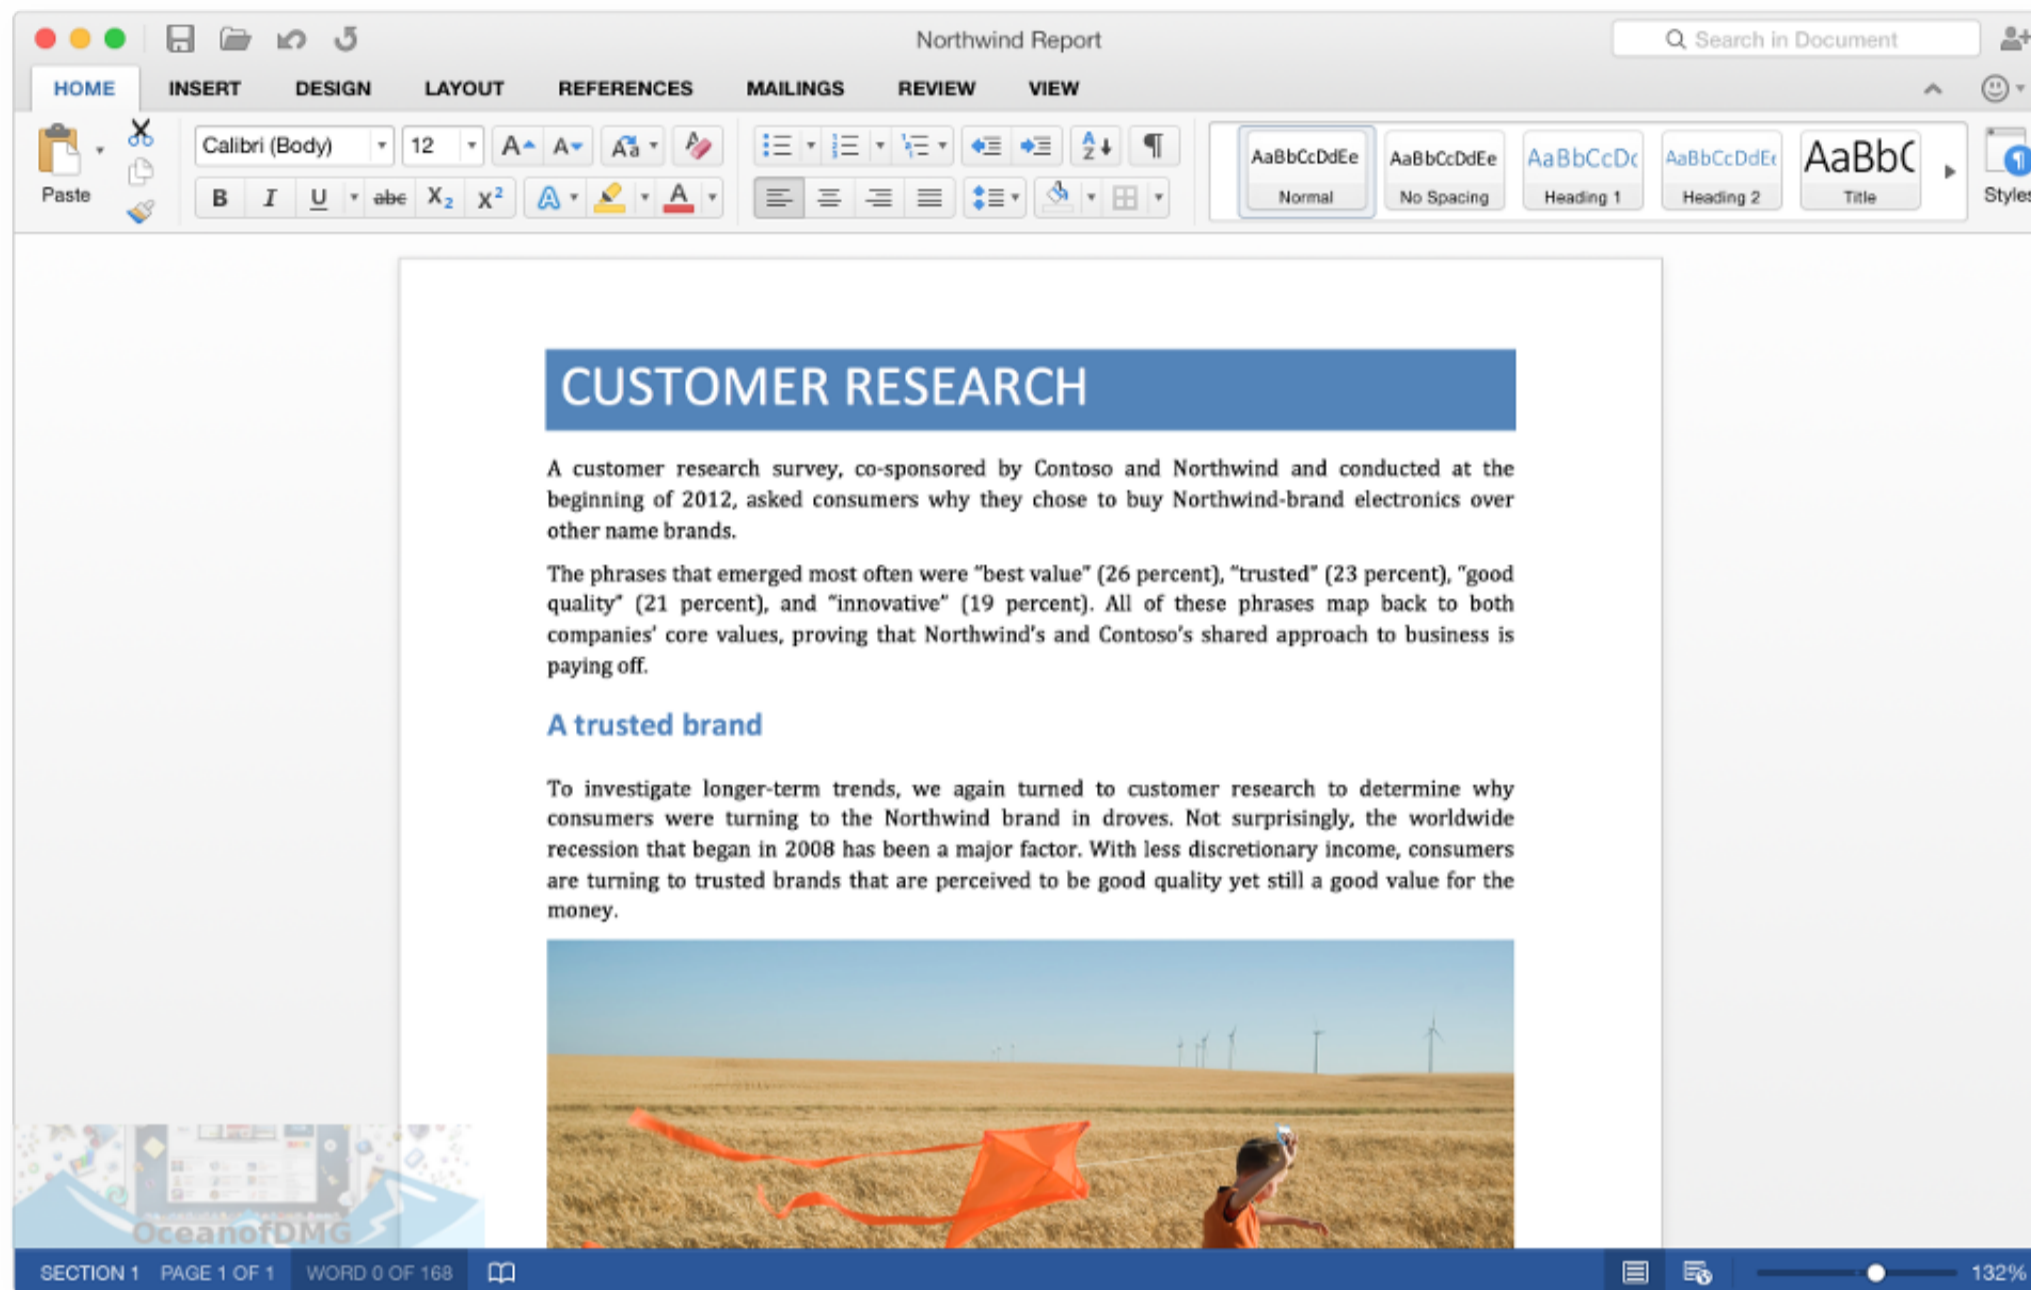 Northwind Report
Search in Document
HOME INSERT DESIGN LAYOUT REFERENCES MAILINGS REVIEW VIEW
Paste
Calibri (Body) 12
A A Aa A
B I U abc X2 X2 A A
AaBbCcDdEe AaBbCcDdEe AaBbCcDc AaBbCcDdEe AaBbC
Normal No Spacing Heading 1 Heading 2 Title
Styles
CUSTOMER RESEARCH
A customer research survey, co-sponsored by Contoso and Northwind and conducted at the
beginning of 2012, asked consumers why they chose to buy Northwind-brand electronics over
other name brands.
The phrases that emerged most often were “best value” (26 percent), “trusted” (23 percent), “good
quality” (21 percent), and “innovative” (19 percent). All of these phrases map back to both
companies’ core values, proving that Northwind’s and Contoso’s shared approach to business is
paying off.
A trusted brand
To investigate longer-term trends, we again turned to customer research to determine why
consumers were turning to the Northwind brand in droves. Not surprisingly, the worldwide
recession that began in 2008 has been a major factor. With less discretionary income, consumers
are turning to trusted brands that are perceived to be good quality yet still a good value for the
money.
OceanofDMG
SECTION 1 PAGE 1 OF 1 WORD 0 OF 168
132%